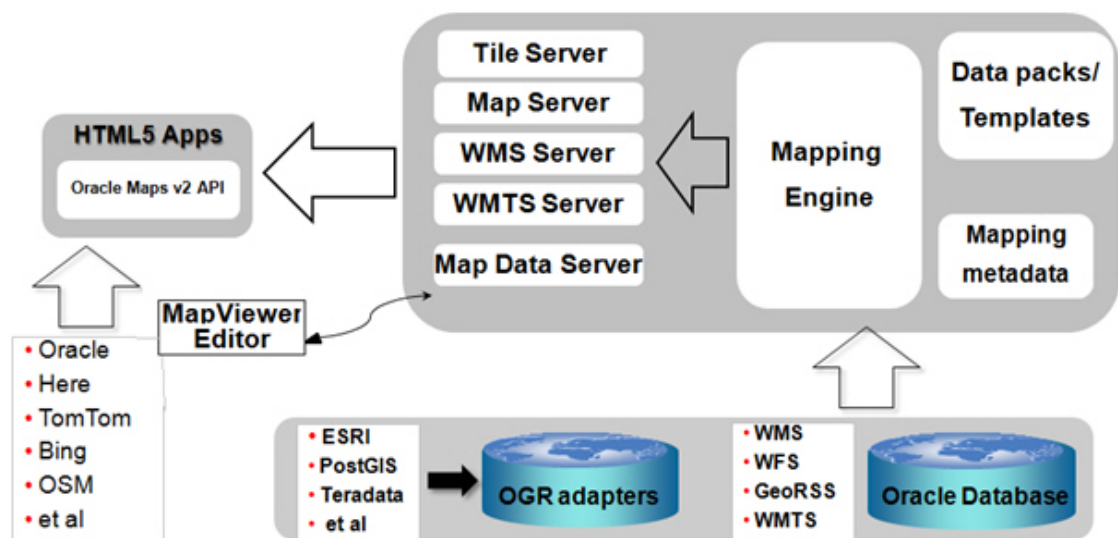 Tile Server
Map Server
WMS Server
WMTS Server
Map Data Server
Mapping
Engine
Data packs/
Templates
Mapping
metadata
HTML5 Apps
Oracle Maps v2 API
MapViewer
Editor
• Oracle
• Here
• TomTom
• Bing
• OSM
• et al
• ESRI
• PostGIS
• Teradata
• et al
OGR adapters
• WMS
• WFS
• GeoRSS
• WMTS
Oracle Database